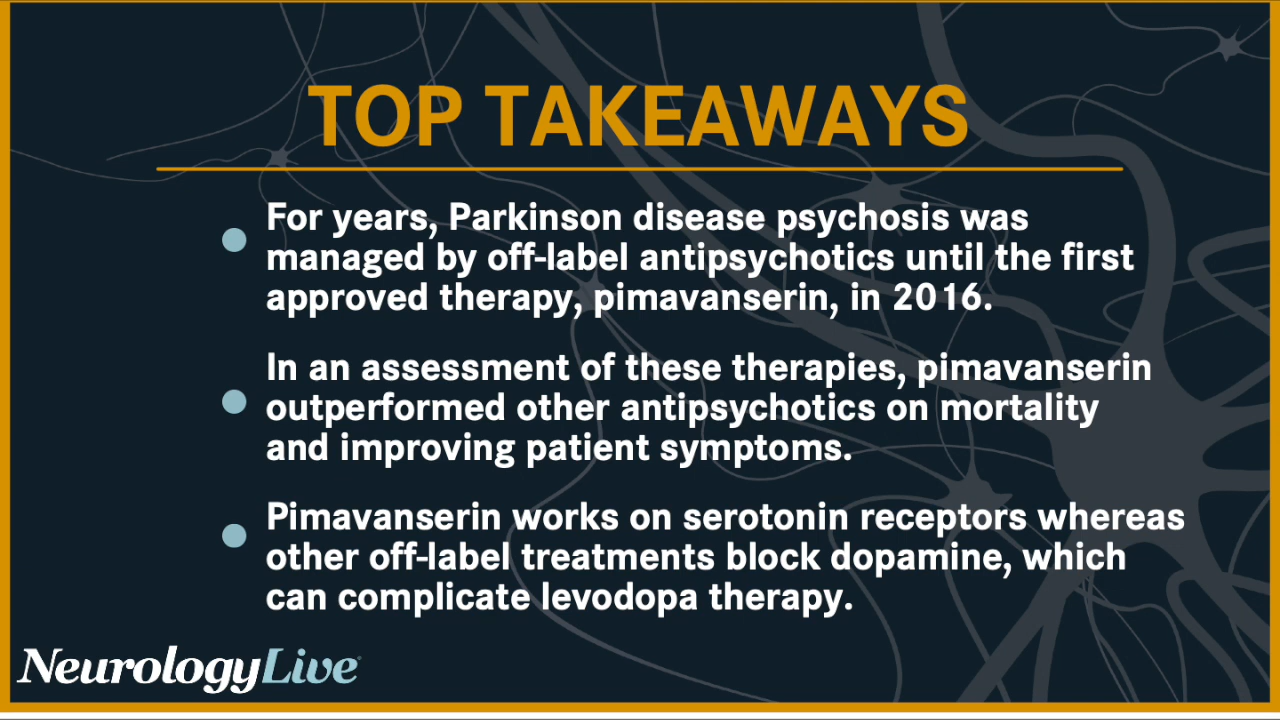 TOP TAKEAWAYS
For years, Parkinson disease psychosis was
managed by off-label antipsychotics until the first
approved therapy, pimavanserin, in 2016.
In an assessment of these therapies, pimavanserin
outperformed other antipsychotics on mortality
and improving patient symptoms.
Pimavanserin works on serotonin receptors whereas
other off-label treatments block dopamine, which
can complicate levodopa therapy.
NeurologyLive